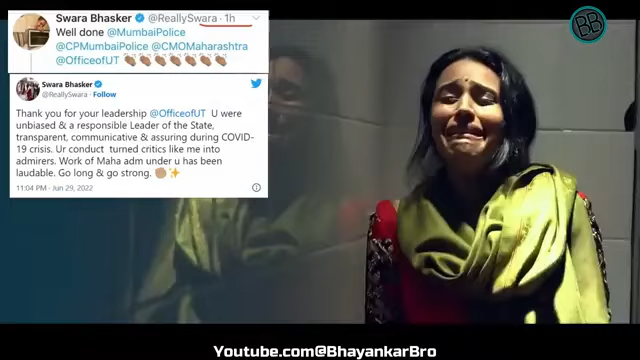 Swara Bhasker @ReallySwara · 1h
Well done @MumbaiPolice
@CPMumbaiPolice @CMOMaharashtra
@OfficeofUT 👏🏽👏🏽👏🏽👏🏽👏🏽👏🏽
Swara Bhasker
@ReallySwara · Follow
Thank you for your leadership @OfficeofUT U were
unbiased & a responsible Leader of the State,
transparent, communicative & assuring during COVID-
19 crisis. Ur conduct turned critics like me into
admirers. Work of Maha adm under u has been
laudable. Go long & go strong. ✊🏽✨
11:04 PM · Jun 29, 2022
BB
Youtube.com@BhayankarBro